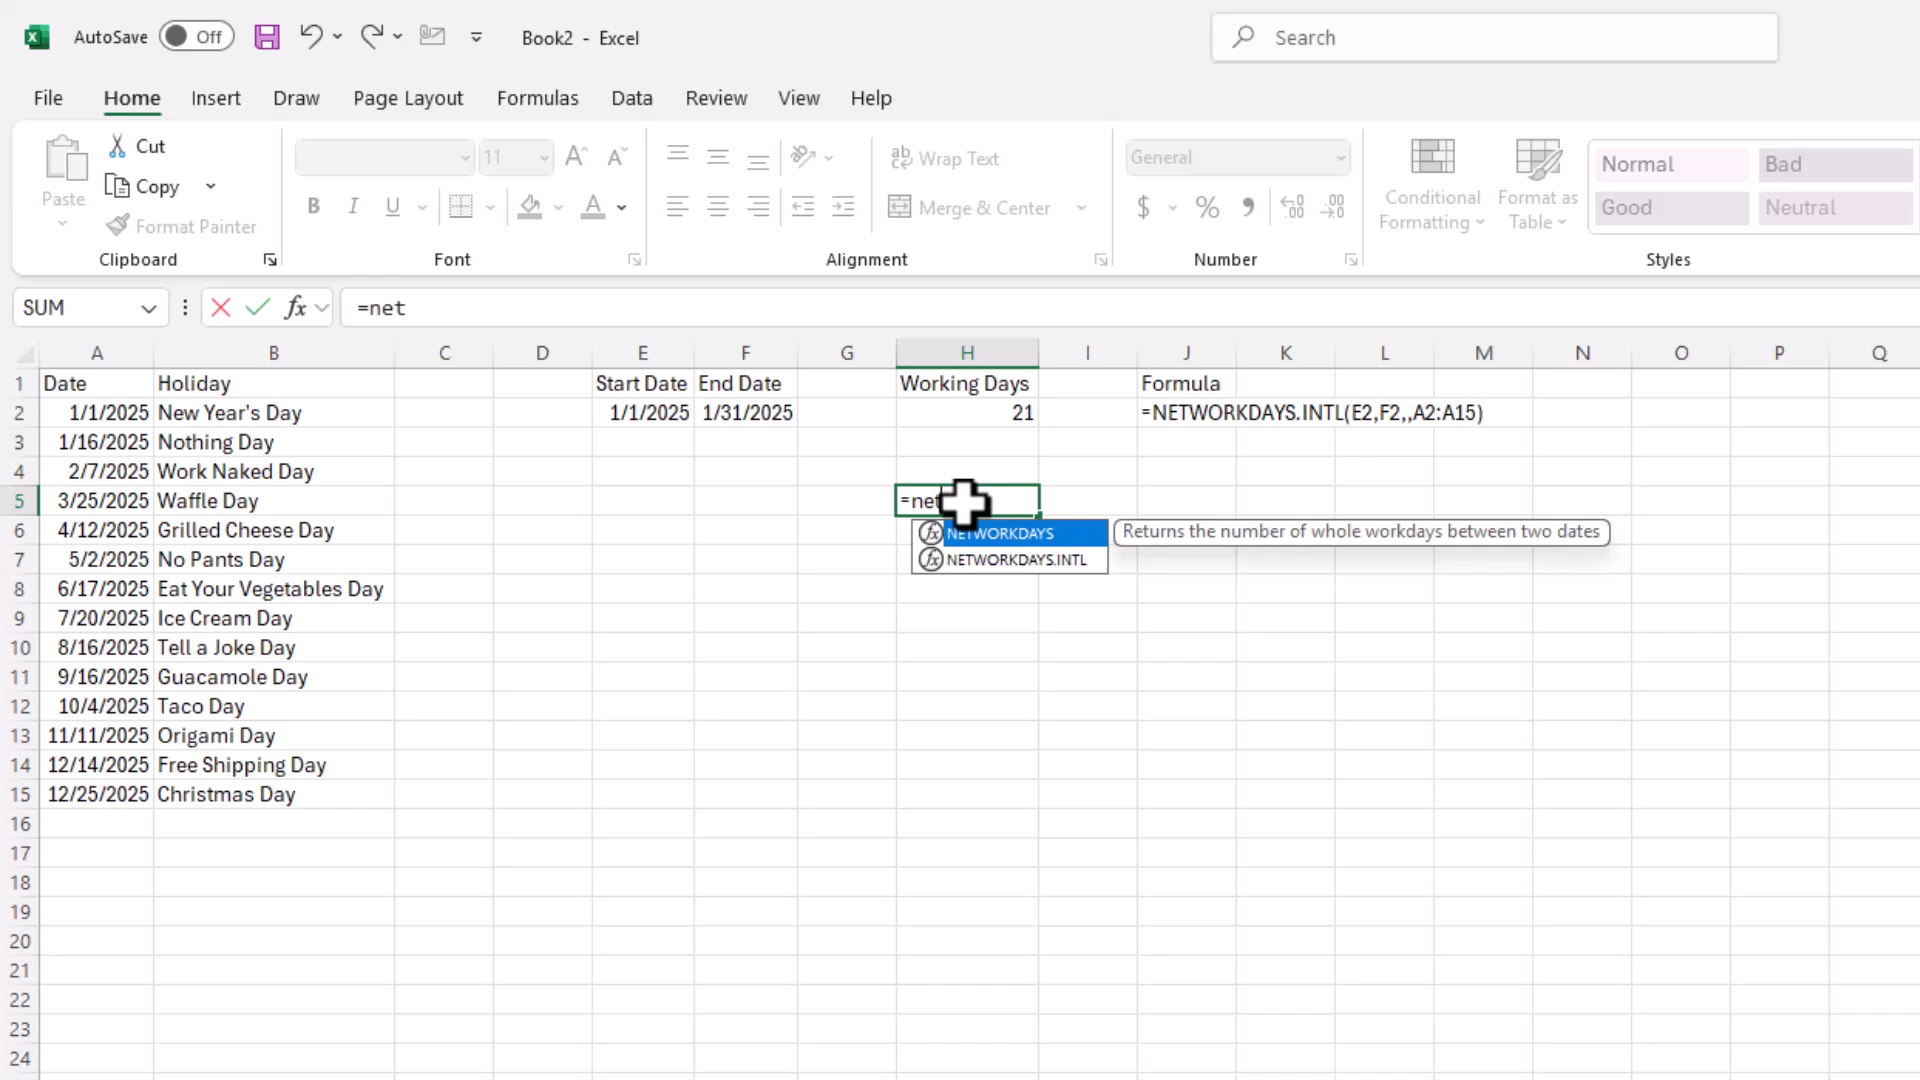 AutoSave Off Book2 - Excel Search
File Home Insert Draw Page Layout Formulas Data Review View Help
Paste
Cut
Copy
Format Painter
Clipboard
11
B I U
Font
ab Wrap Text
Merge & Center
Alignment
General
$ % 9 .00 .00
Number
Conditional Formatting
Format as Table
Normal Bad
Good Neutral
Styles
SUM fx =net
A B C D E F G H I J K L M N O P Q
1 Date Holiday Start Date End Date Working Days Formula
2 1/1/2025 New Year's Day 1/1/2025 1/31/2025 21 =NETWORKDAYS.INTL(E2,F2,,A2:A15)
3 1/16/2025 Nothing Day
4 2/7/2025 Work Naked Day
5 3/25/2025 Waffle Day =net
6 4/12/2025 Grilled Cheese Day NETWORKDAYS Returns the number of whole workdays between two dates
7 5/2/2025 No Pants Day NETWORKDAYS.INTL
8 6/17/2025 Eat Your Vegetables Day
9 7/20/2025 Ice Cream Day
10 8/16/2025 Tell a Joke Day
11 9/16/2025 Guacamole Day
12 10/4/2025 Taco Day
13 11/11/2025 Origami Day
14 12/14/2025 Free Shipping Day
15 12/25/2025 Christmas Day
16
17
18
19
20
21
22
23
24